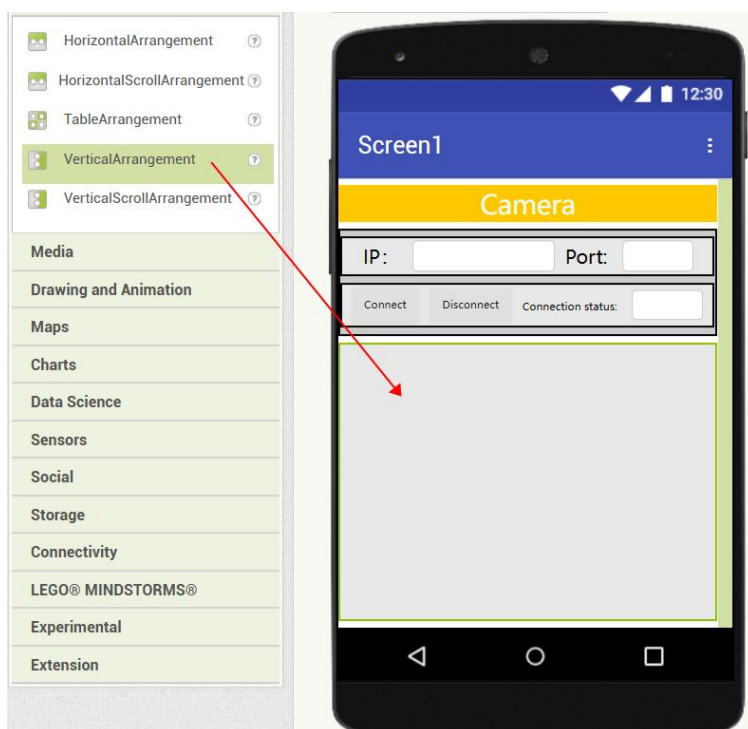 HorizontalArrangement
HorizontalScrollArrangement
TableArrangement
VerticalArrangement
VerticalScrollArrangement
Media
Drawing and Animation
Maps
Charts
Data Science
Sensors
Social
Storage
Connectivity
LEGO® MINDSTORMS®
Experimental
Extension
12:30
Screen1
Camera
IP: Port:
Connect Disconnect Connection status: